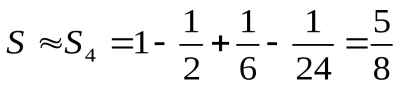 S ≈ S₄ = 1 - 1/2 + 1/6 - 1/24 = 5/8